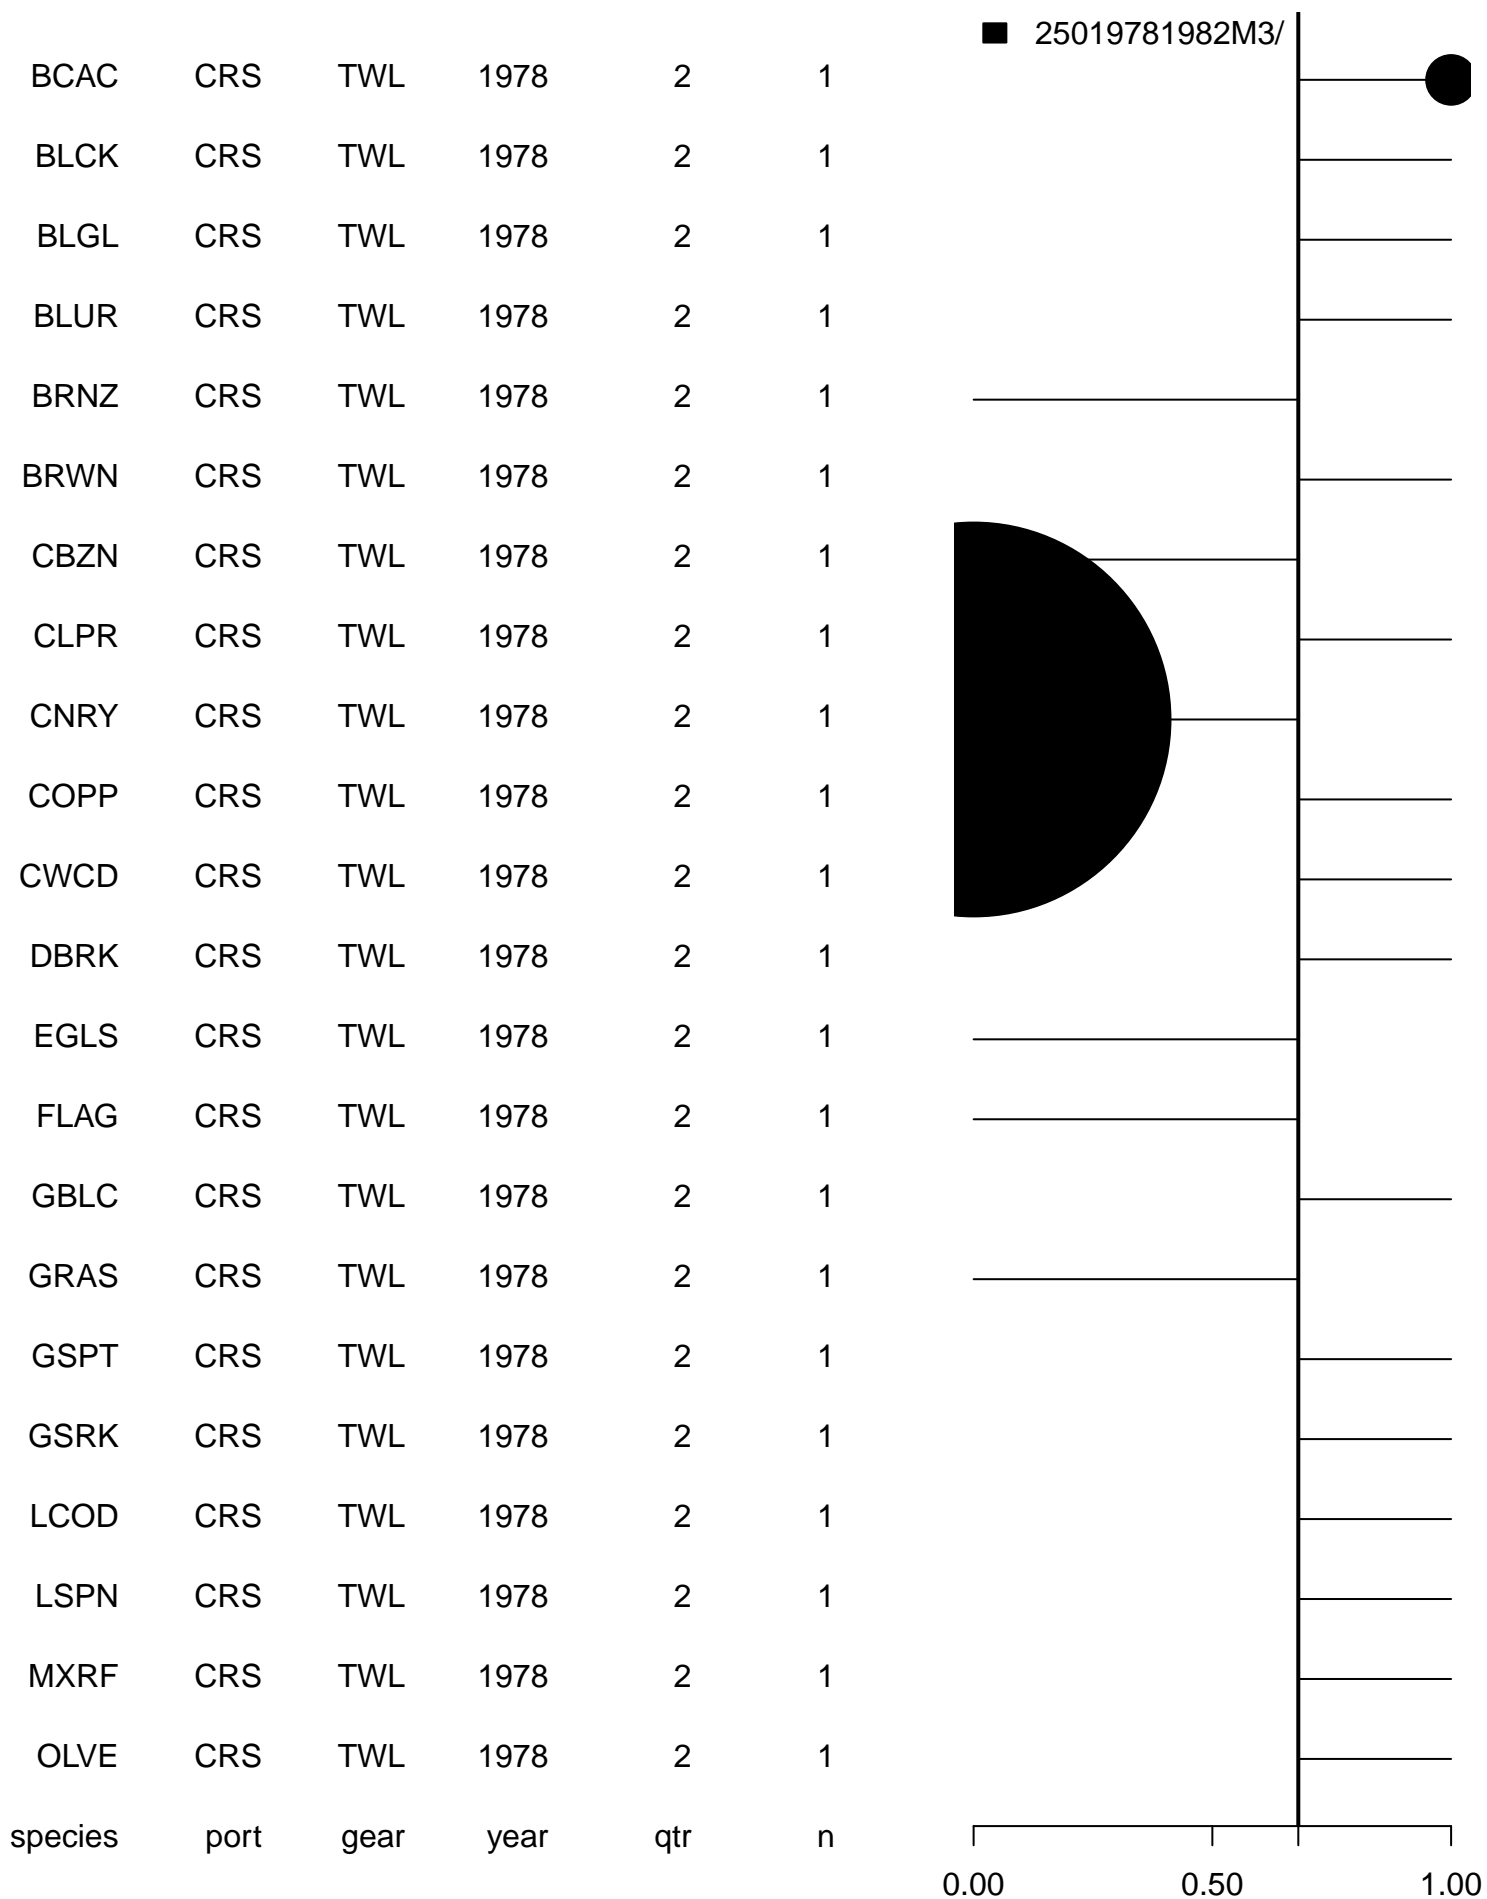 25019781982M3/
BCAC CRS TWL 1978 2 1
BLCK CRS TWL 1978 2 1
BLGL CRS TWL 1978 2 1
BLUR CRS TWL 1978 2 1
BRNZ CRS TWL 1978 2 1
BRWN CRS TWL 1978 2 1
CBZN CRS TWL 1978 2 1
CLPR CRS TWL 1978 2 1
CNRY CRS TWL 1978 2 1
COPP CRS TWL 1978 2 1
CWCD CRS TWL 1978 2 1
DBRK CRS TWL 1978 2 1
EGLS CRS TWL 1978 2 1
FLAG CRS TWL 1978 2 1
GBLC CRS TWL 1978 2 1
GRAS CRS TWL 1978 2 1
GSPT CRS TWL 1978 2 1
GSRK CRS TWL 1978 2 1
LCOD CRS TWL 1978 2 1
LSPN CRS TWL 1978 2 1
MXRF CRS TWL 1978 2 1
OLVE CRS TWL 1978 2 1
species port gear year qtr n
0.00 0.50 1.00